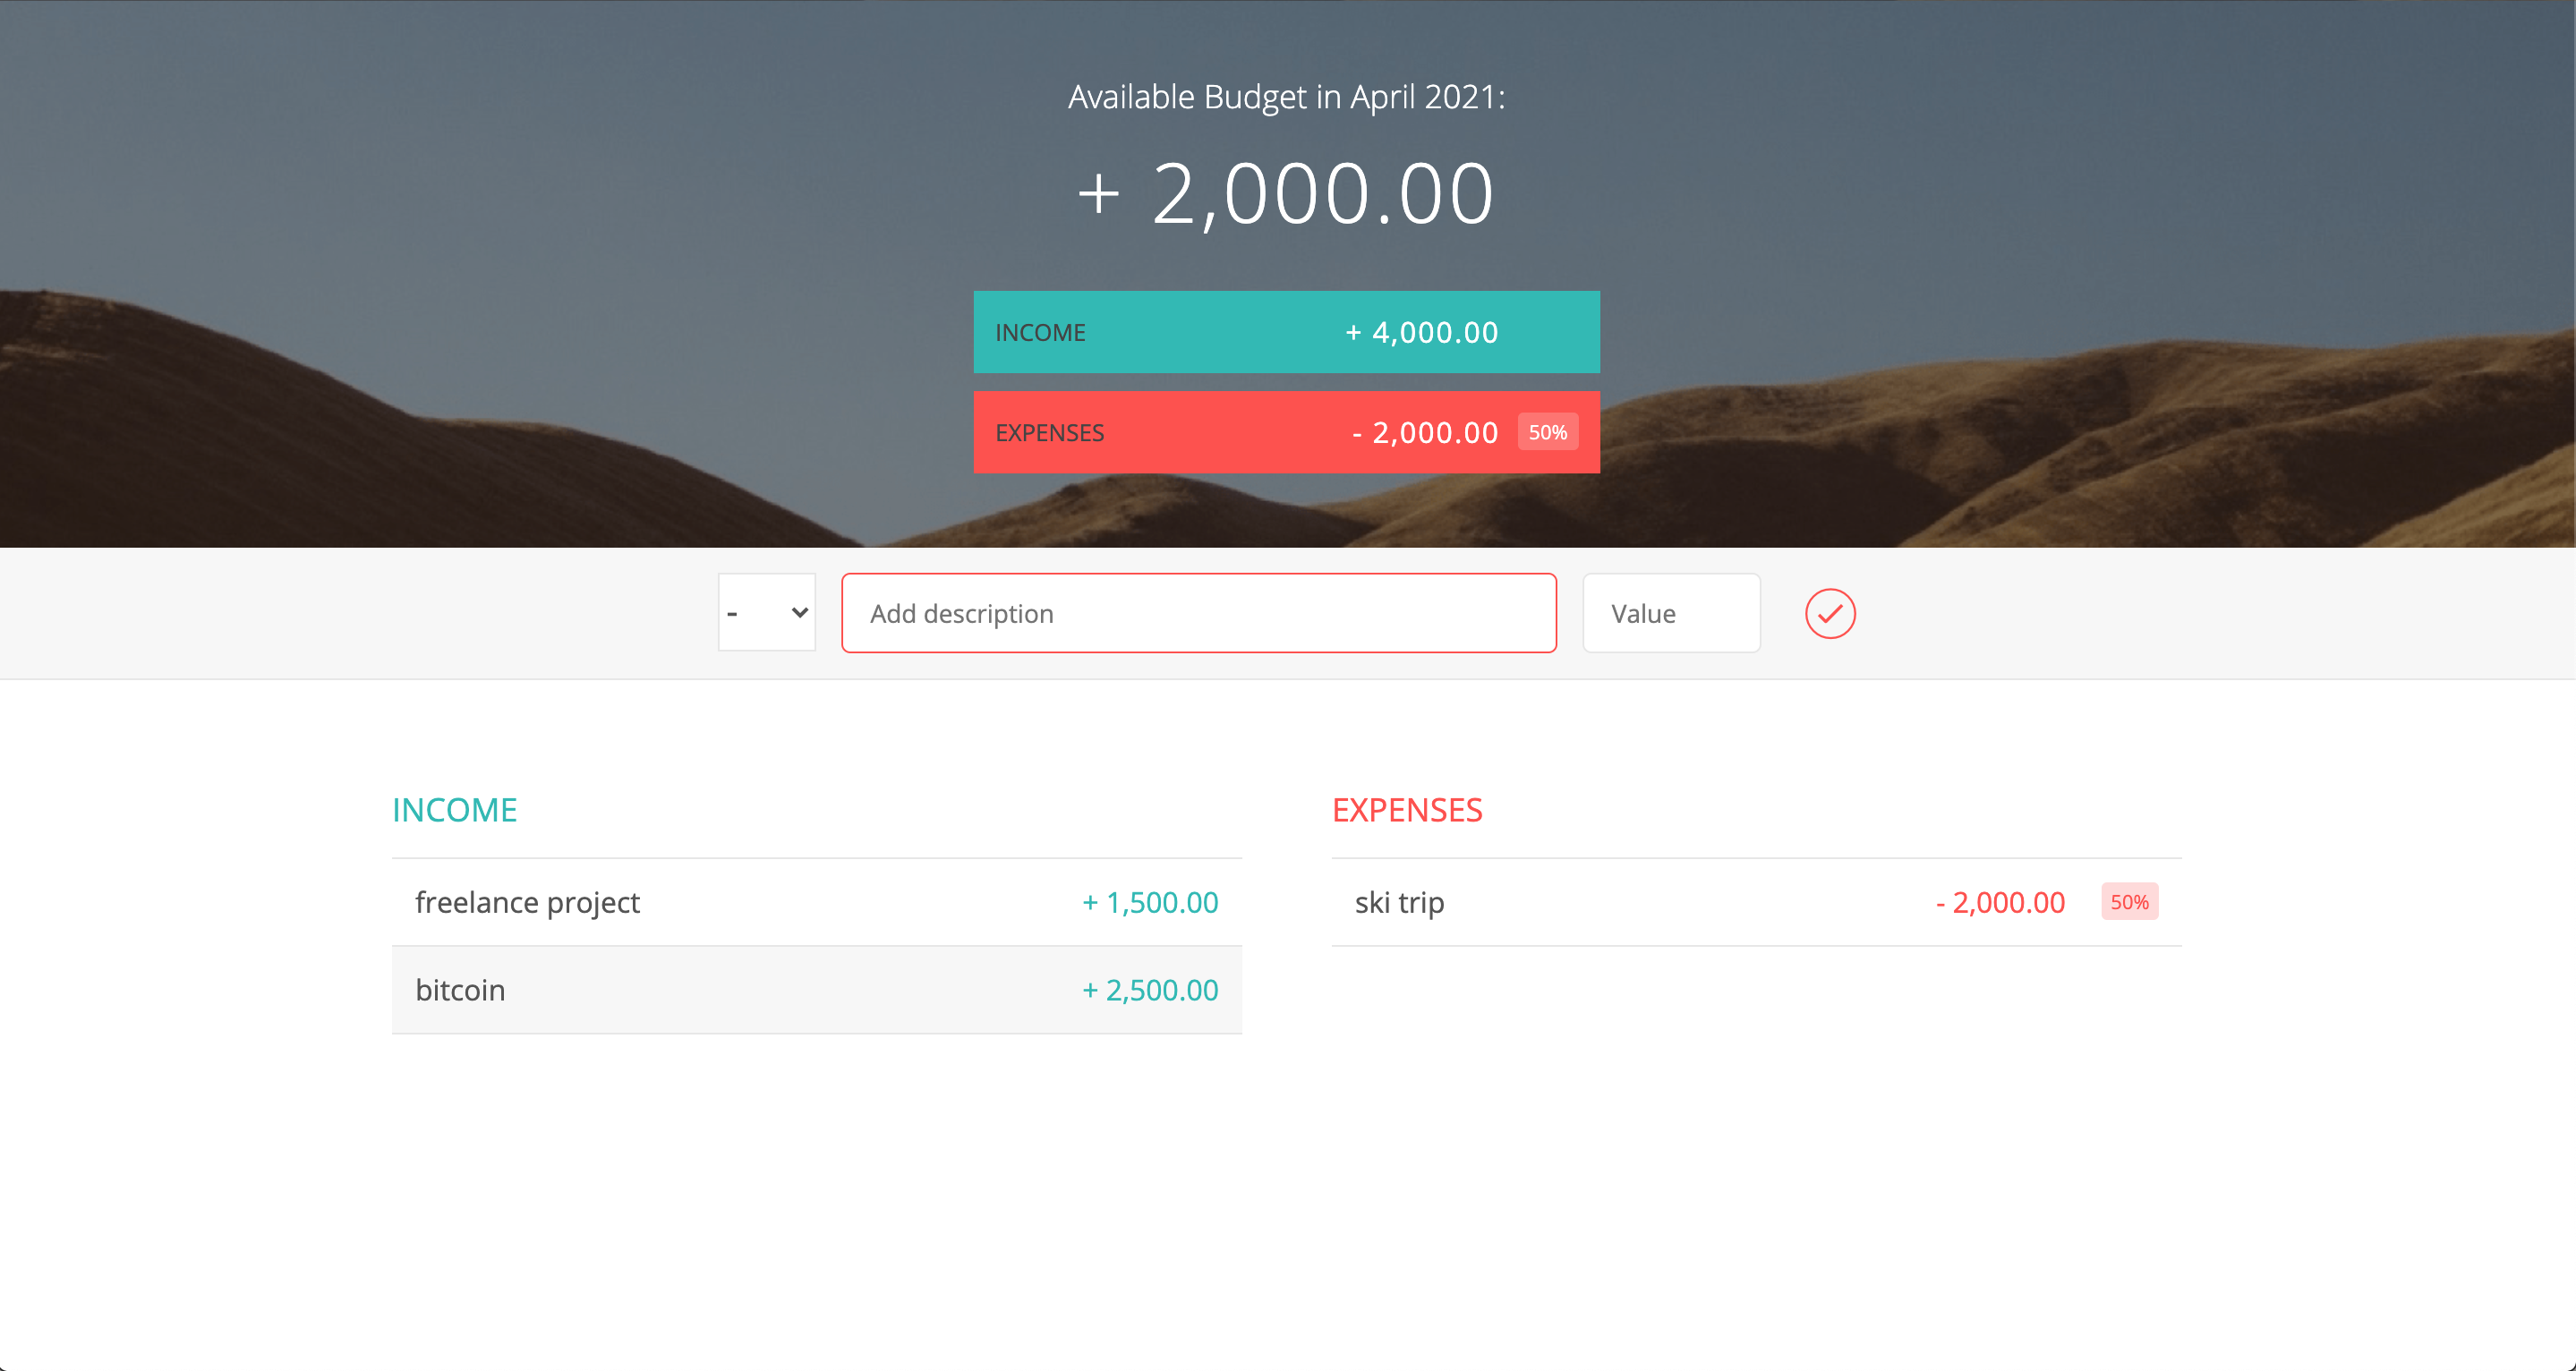 Available Budget in April 2021:
+ 2,000.00
INCOME + 4,000.00
EXPENSES - 2,000.00 50%
- Add description Value
INCOME
freelance project + 1,500.00
bitcoin + 2,500.00
EXPENSES
ski trip - 2,000.00 50%